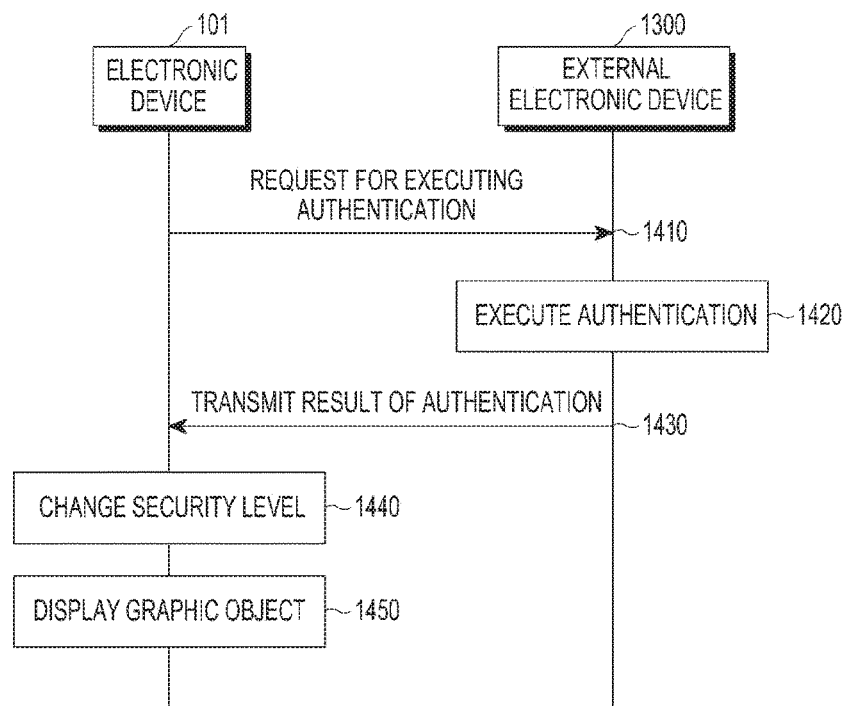 101
1300
ELECTRONIC
DEVICE
EXTERNAL
ELECTRONIC DEVICE
REQUEST FOR EXECUTING
AUTHENTICATION
1410
EXECUTE AUTHENTICATION
1420
TRANSMIT RESULT OF AUTHENTICATION
1430
CHANGE SECURITY LEVEL
1440
DISPLAY GRAPHIC OBJECT
1450